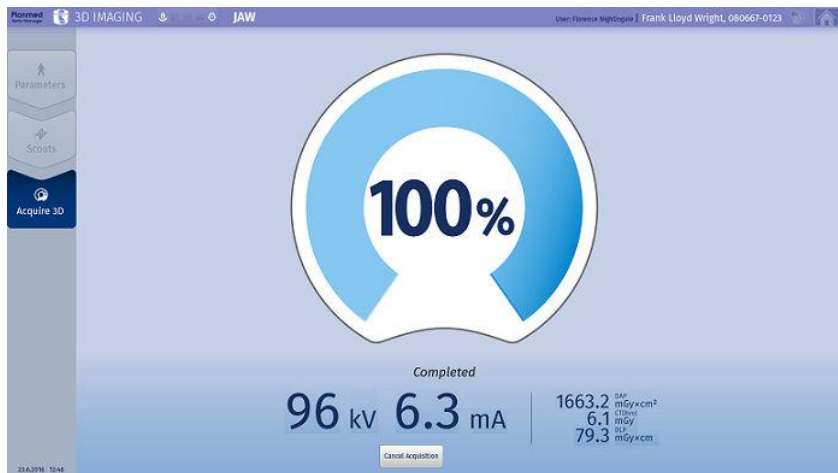 Planmed
Verity Manager
3D IMAGING
JAW
User: Florence Nightingale | Frank Lloyd Wright, 080667-0123
Parameters
Scouts
Acquire 3D
100%
Completed
96 kV 6.3 mA
1663.2 DAP mGy×cm²
6.1 CTDIvol mGy
79.3 DLP mGy×cm
Cancel Acquisition
23.6.2016 12:46